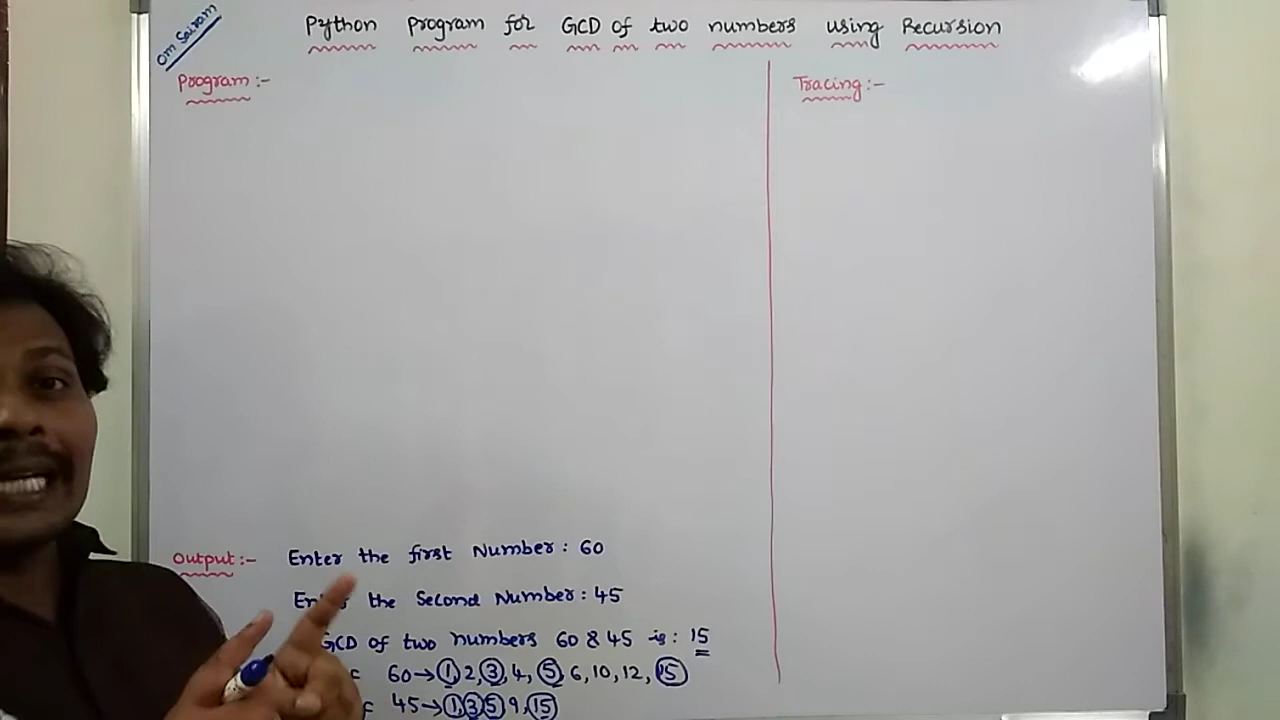 Om Sairam
Python program for GCD of two numbers using Recursion
Program:-
Tracing:-
Output:- Enter the first Number: 60
the Second Number: 45
GCD of two numbers 60 & 45 is: 15
60→1,2,3,4,5,6,10,12,15
45→1,3,5,9,15